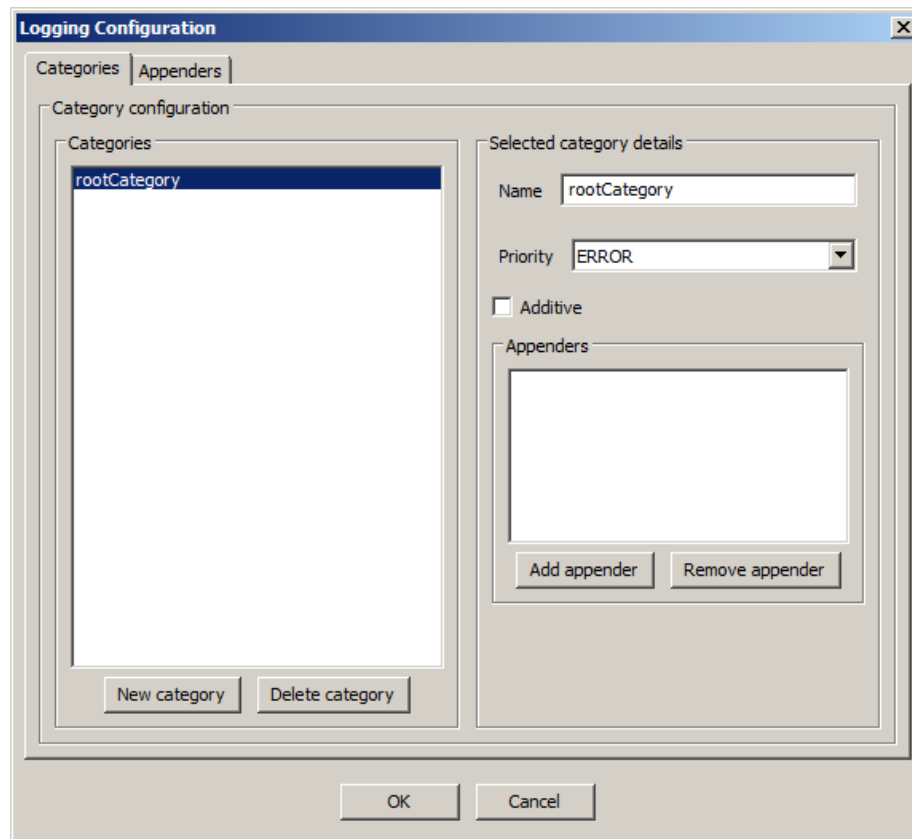 Logging Configuration
Categories Appenders
Category configuration
Categories
rootCategory
New category Delete category
Selected category details
Name rootCategory
Priority ERROR
Additive
Appenders
Add appender Remove appender
OK Cancel